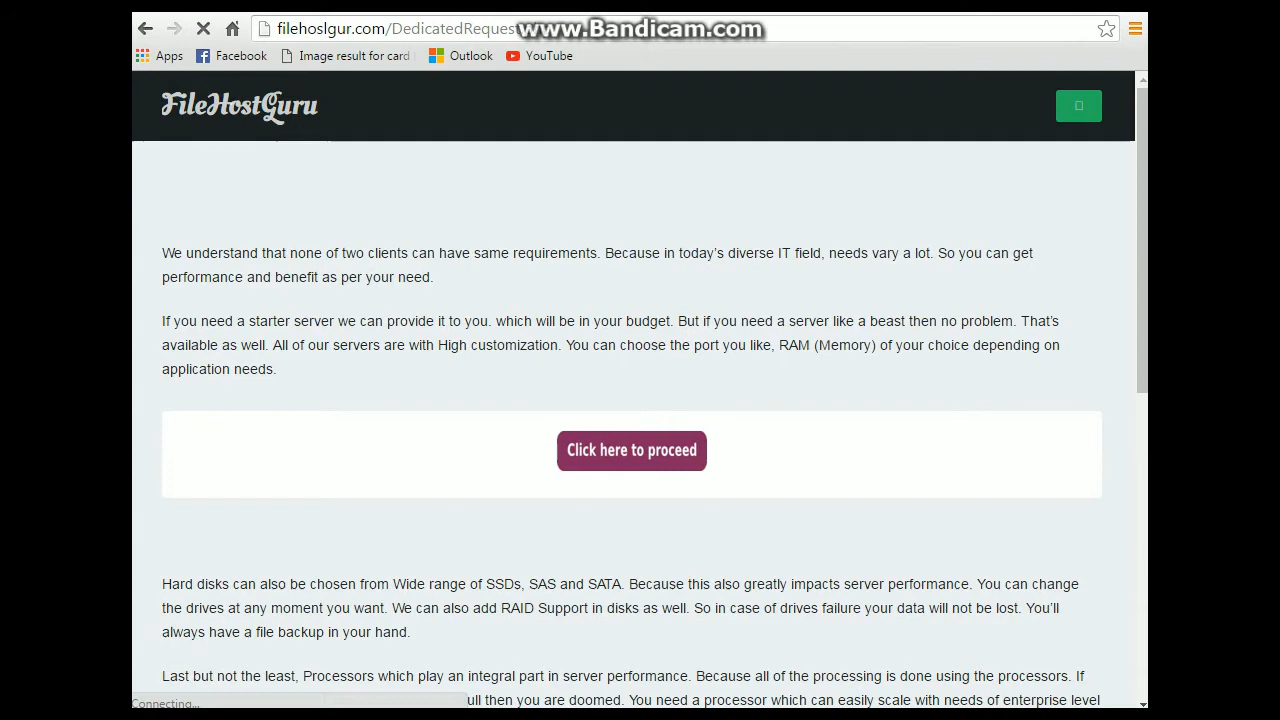 filehoslgur.com/DedicatedReques
www.Bandicam.com
Apps Facebook Image result for card Outlook YouTube
FileHostGuru
We understand that none of two clients can have same requirements. Because in today's diverse IT field, needs vary a lot. So you can get
performance and benefit as per your need.
If you need a starter server we can provide it to you. which will be in your budget. But if you need a server like a beast then no problem. That's
available as well. All of our servers are with High customization. You can choose the port you like, RAM (Memory) of your choice depending on
application needs.
Click here to proceed
Hard disks can also be chosen from Wide range of SSDs, SAS and SATA. Because this also greatly impacts server performance. You can change
the drives at any moment you want. We can also add RAID Support in disks as well. So in case of drives failure your data will not be lost. You'll
always have a file backup in your hand.
Last but not the least, Processors which play an integral part in server performance. Because all of the processing is done using the processors. If
Connecting... ull then you are doomed. You need a processor which can easily scale with needs of enterprise level